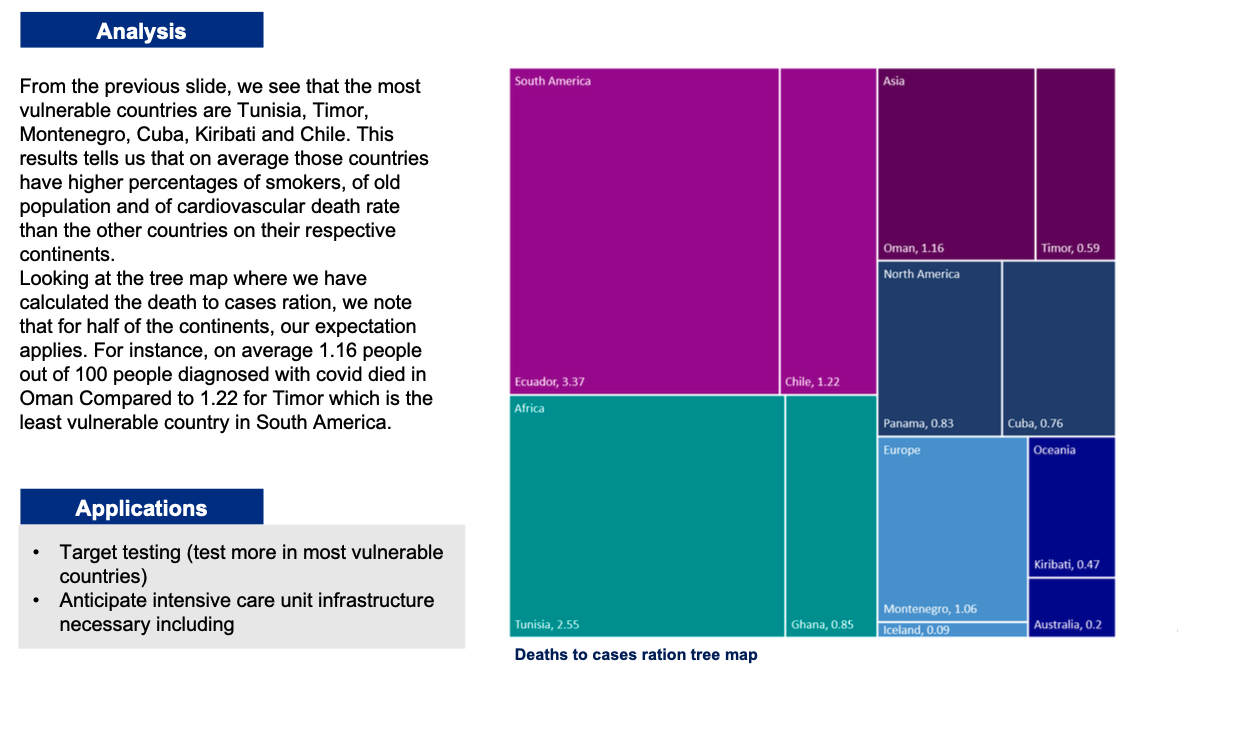 Analysis
From the previous slide, we see that the most
vulnerable countries are Tunisia, Timor,
Montenegro, Cuba, Kiribati and Chile. This
results tells us that on average those countries
have higher percentages of smokers, of old
population and of cardiovascular death rate
than the other countries on their respective
continents.
Looking at the tree map where we have
calculated the death to cases ration, we note
that for half of the continents, our expectation
applies. For instance, on average 1.16 people
out of 100 people diagnosed with covid died in
Oman Compared to 1.22 for Timor which is the
least vulnerable country in South America.
Applications
• Target testing (test more in most vulnerable
countries)
• Anticipate intensive care unit infrastructure
necessary including
South America
Ecuador, 3.37
Chile, 1.22
Africa
Tunisia, 2.55
Ghana, 0.85
Asia
Oman, 1.16
Timor, 0.59
North America
Panama, 0.83
Cuba, 0.76
Europe
Montenegro, 1.06
Iceland, 0.09
Oceania
Kiribati, 0.47
Australia, 0.2
Deaths to cases ration tree map